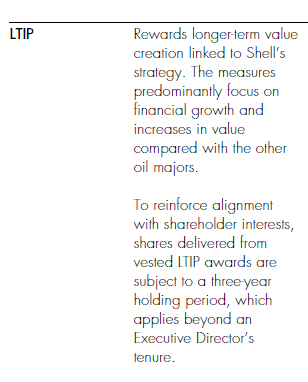 LTIP
Rewards longer-term value
creation linked to Shell's
strategy. The measures
predominantly focus on
financial growth and
increases in value
compared with the other
oil majors.
To reinforce alignment
with shareholder interests,
shares delivered from
vested LTIP awards are
subject to a three-year
holding period, which
applies beyond an
Executive Director's
tenure.